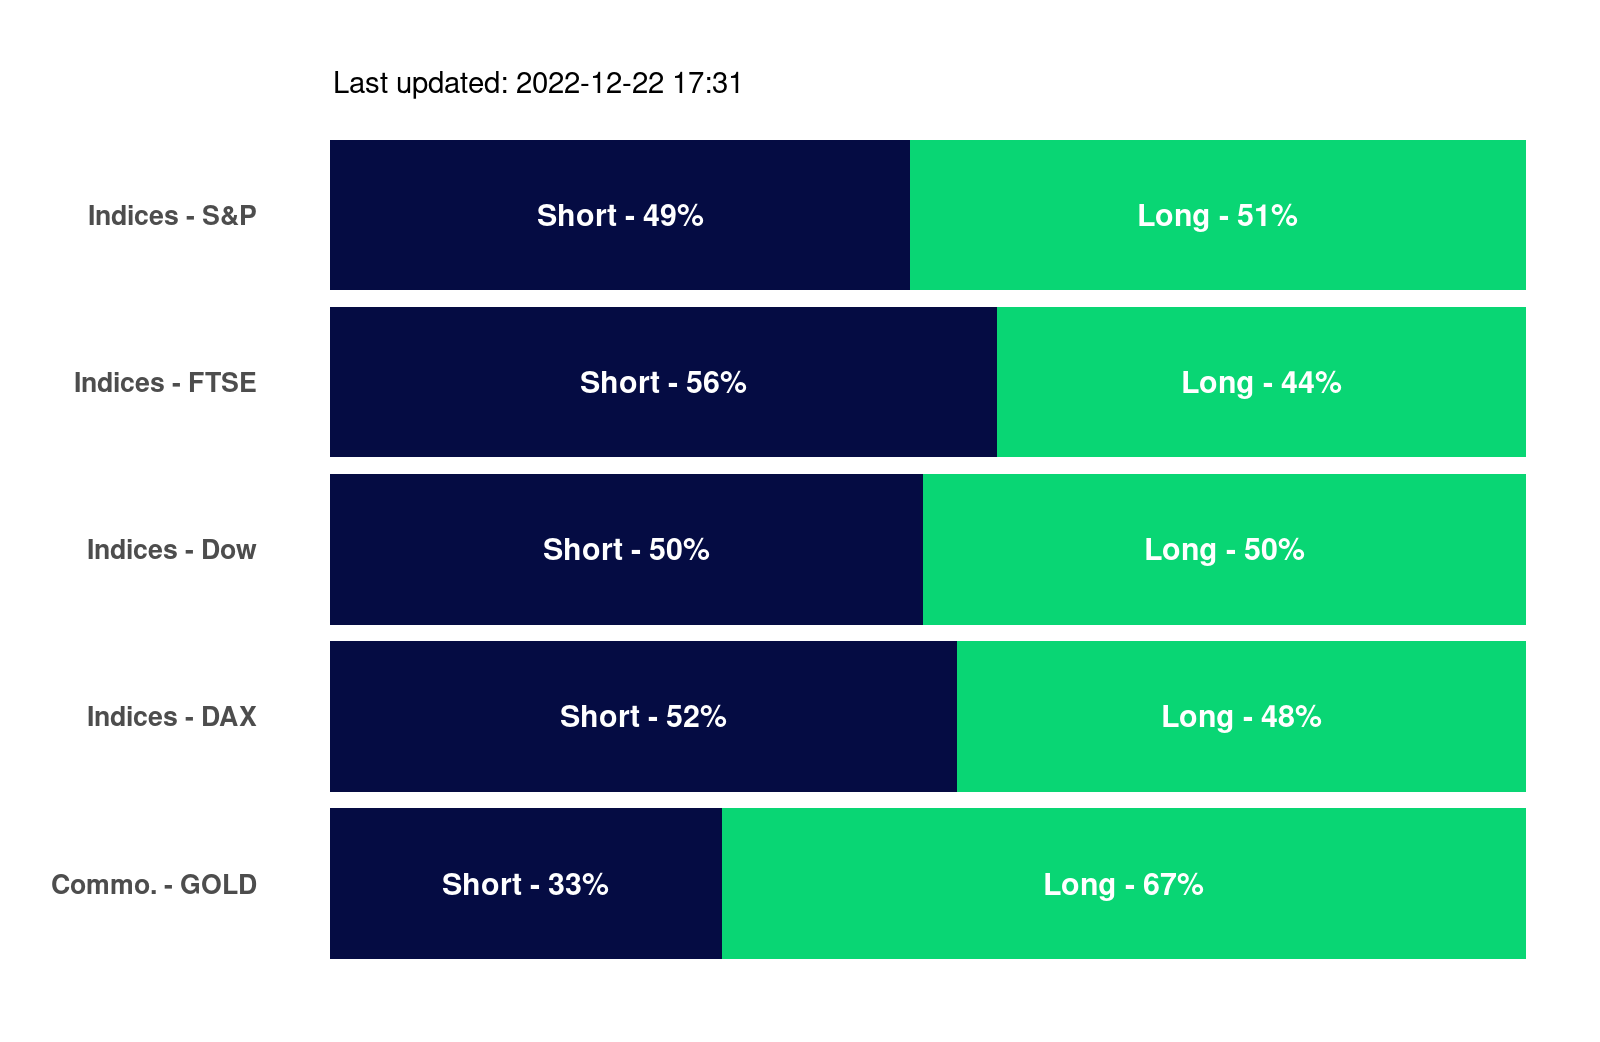 Last updated: 2022-12-22 17:31
Indices - S&P Short - 49% Long - 51%
Indices - FTSE Short - 56% Long - 44%
Indices - Dow Short - 50% Long - 50%
Indices - DAX Short - 52% Long - 48%
Commo. - GOLD Short - 33% Long - 67%